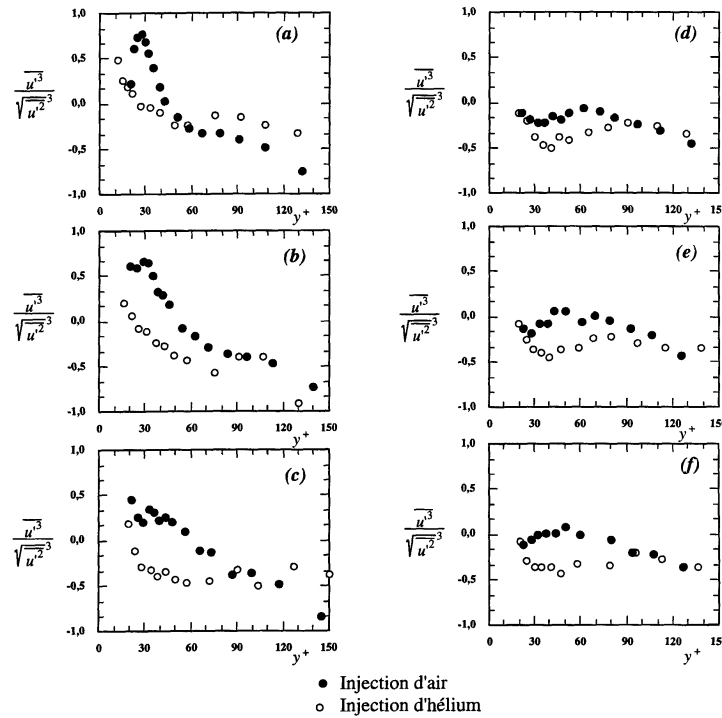 (a)
u'³ / √u'²³
1,0
0,5
0,0
-0,5
-1,0
0 30 60 90 120 150
y⁺
(d)
u'³ / √u'²³
1,0
0,5
0,0
-0,5
-1,0
0 30 60 90 120 15
y⁺
(b)
u'³ / √u'²³
1,0
0,5
0,0
-0,5
-1,0
0 30 60 90 120 150
y⁺
(e)
u'³ / √u'²³
1,0
0,5
0,0
-0,5
-1,0
0 30 60 90 120 15
y⁺
(c)
u'³ / √u'²³
1,0
0,5
0,0
-0,5
-1,0
0 30 60 90 120 150
y⁺
(f)
u'³ / √u'²³
1,0
0,5
0,0
-0,5
-1,0
0 30 60 90 120 15
y⁺
● Injection d'air
○ Injection d'hélium